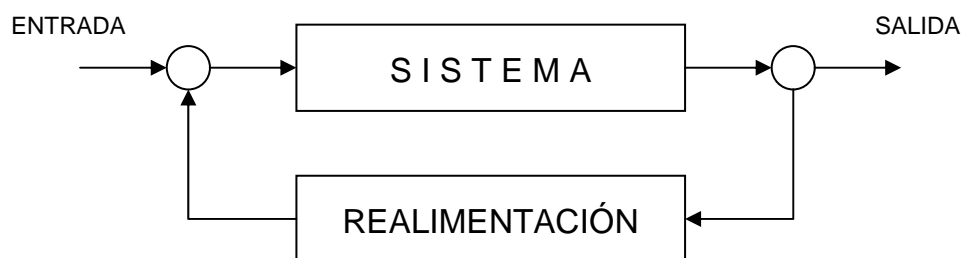 ENTRADA
SALIDA
S I S T E M A
REALIMENTACIÓN